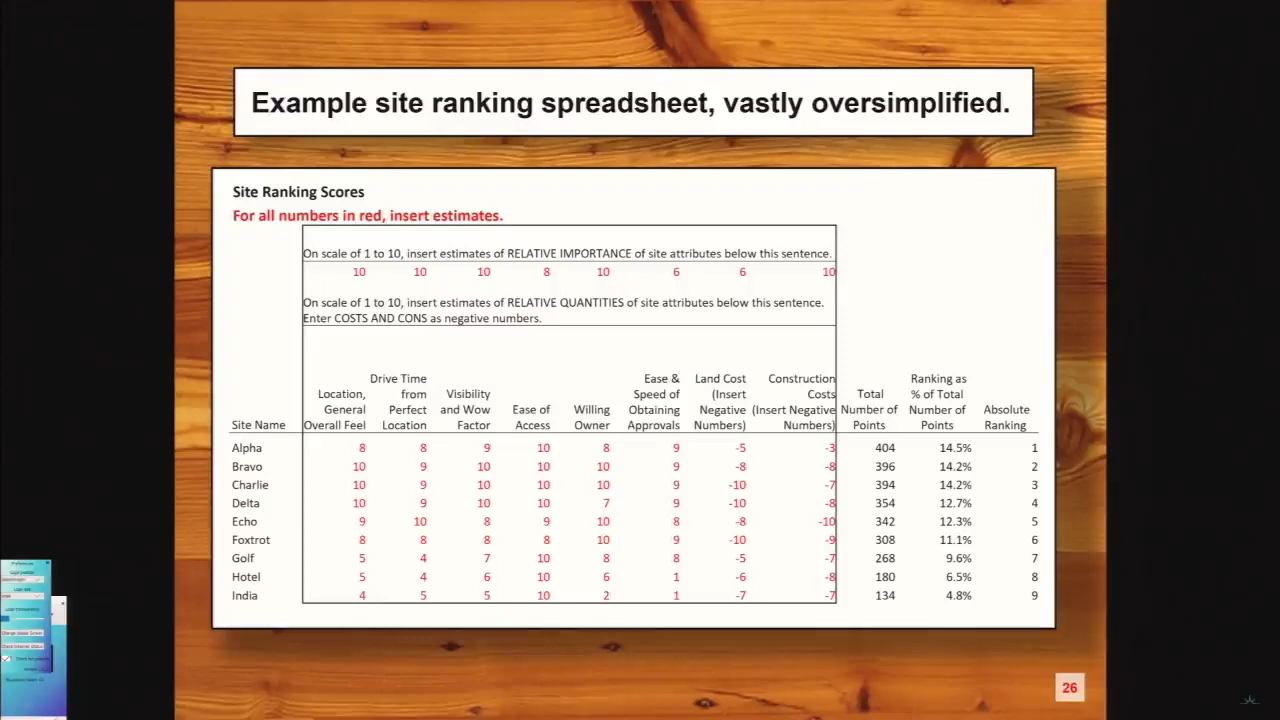 Example site ranking spreadsheet, vastly oversimplified.
Site Ranking Scores
For all numbers in red, insert estimates.
On scale of 1 to 10, insert estimates of RELATIVE IMPORTANCE of site attributes below this sentence.
10 10 10 8 10 6 6 10
On scale of 1 to 10, insert estimates of RELATIVE QUANTITIES of site attributes below this sentence.
Enter COSTS AND CONS as negative numbers.
Drive Time Ease & Land Cost Construction Ranking as
Location, from Visibility Speed of (Insert Costs Total % of Total
General Perfect and Wow Ease of Willing Obtaining Negative (Insert Negative Number of Number of Absolute
Site Name Overall Feel Location Factor Access Owner Approvals Numbers) Numbers) Points Points Ranking
Alpha 8 8 9 10 8 9 -5 -3 404 14.5% 1
Bravo 10 9 10 10 10 9 -8 -8 396 14.2% 2
Charlie 10 9 10 10 10 9 -10 -7 394 14.2% 3
Delta 10 9 10 10 7 9 -10 -8 354 12.7% 4
Echo 9 10 8 9 10 8 -8 -10 342 12.3% 5
Foxtrot 8 8 8 8 10 9 -10 -9 308 11.1% 6
Golf 5 4 7 10 8 8 -5 -7 268 9.6% 7
Hotel 5 4 6 10 6 1 -6 -8 180 6.5% 8
India 4 5 5 10 2 1 -7 -7 134 4.8% 9
26